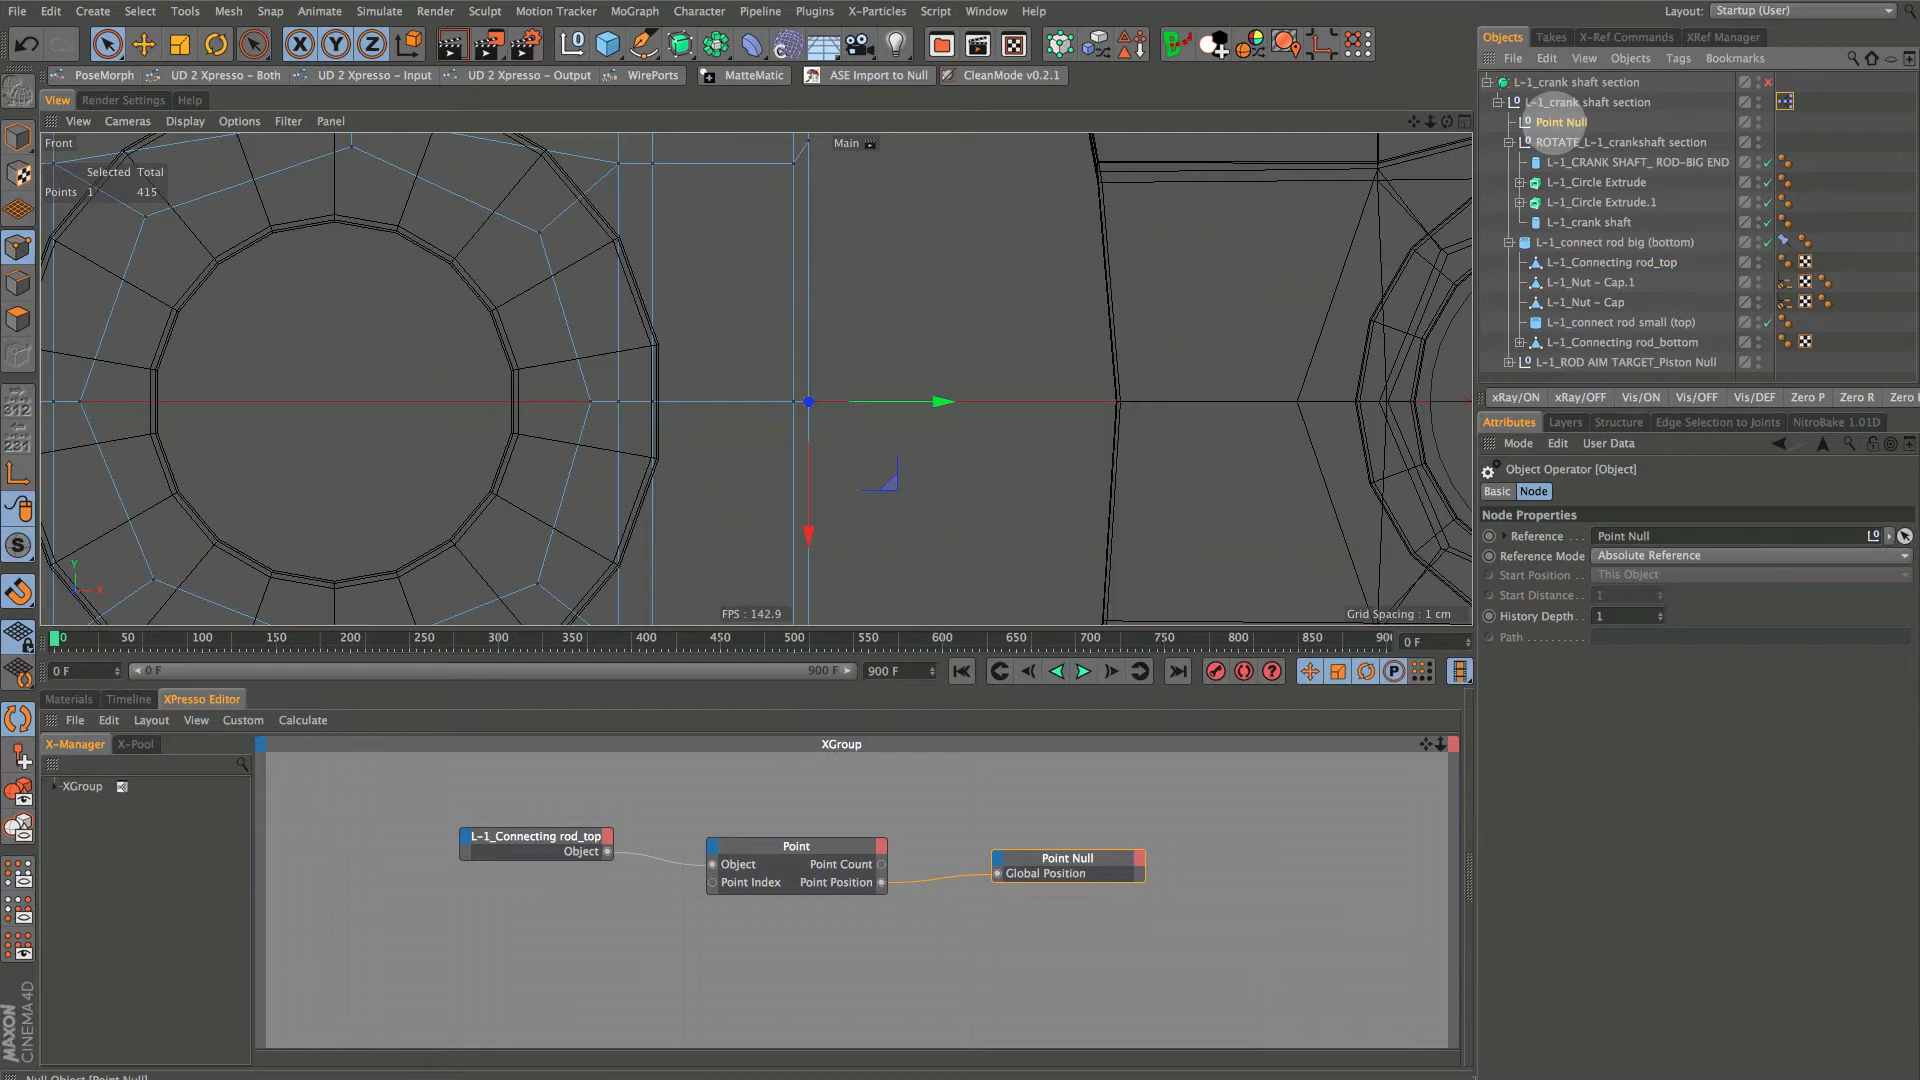 File Edit Create Select Tools Mesh Snap Animate Simulate Render Sculpt Motion Tracker MoGraph Character Pipeline Plugins X-Particles Script Window Help Layout: Startup (User)
PoseMorph UD 2 Xpresso - Both UD 2 Xpresso - Input UD 2 Xpresso - Output WirePorts MatteMatic ASE Import to Null CleanMode v0.2.1
View Render Settings Help
View Cameras Display Options Filter Panel
Front
Selected Total
Points 1 415
Main
Y
X
FPS : 142.9
Grid Spacing : 1 cm
0 50 100 150 200 250 300 350 400 450 500 550 600 650 700 750 800 850 900 0 F
0 F 0 F 900 F 900 F
Materials Timeline XPresso Editor
File Edit Layout View Custom Calculate
X-Manager X-Pool
XGroup
XGroup
L-1_Connecting rod_top
Object
Point
Object Point Count
Point Index Point Position
Point Null
Global Position
MAXON
CINEMA 4D
Null Object [Point Null]
Objects Takes X-Ref Commands XRef Manager
File Edit View Objects Tags Bookmarks
L-1_crank shaft section
L-1_crank shaft section
Point Null
ROTATE_L-1_crankshaft section
L-1_CRANK SHAFT_ ROD-BIG END
L-1_Circle Extrude
L-1_Circle Extrude.1
L-1_crank shaft
L-1_connect rod big (bottom)
L-1_Connecting rod_top
L-1_Nut - Cap.1
L-1_Nut - Cap
L-1_connect rod small (top)
L-1_Connecting rod_bottom
L-1_ROD AIM TARGET_Piston Null
xRay/ON xRay/OFF Vis/ON Vis/OFF Vis/DEF Zero P Zero R Zero
Attributes Layers Structure Edge Selection to Joints NitroBake 1.01D
Mode Edit User Data
Object Operator [Object]
Basic Node
Node Properties
Reference . . . Point Null
Reference Mode Absolute Reference
Start Position . . This Object
Start Distance. . 1
History Depth . . 1
Path . . . . . . . . . .